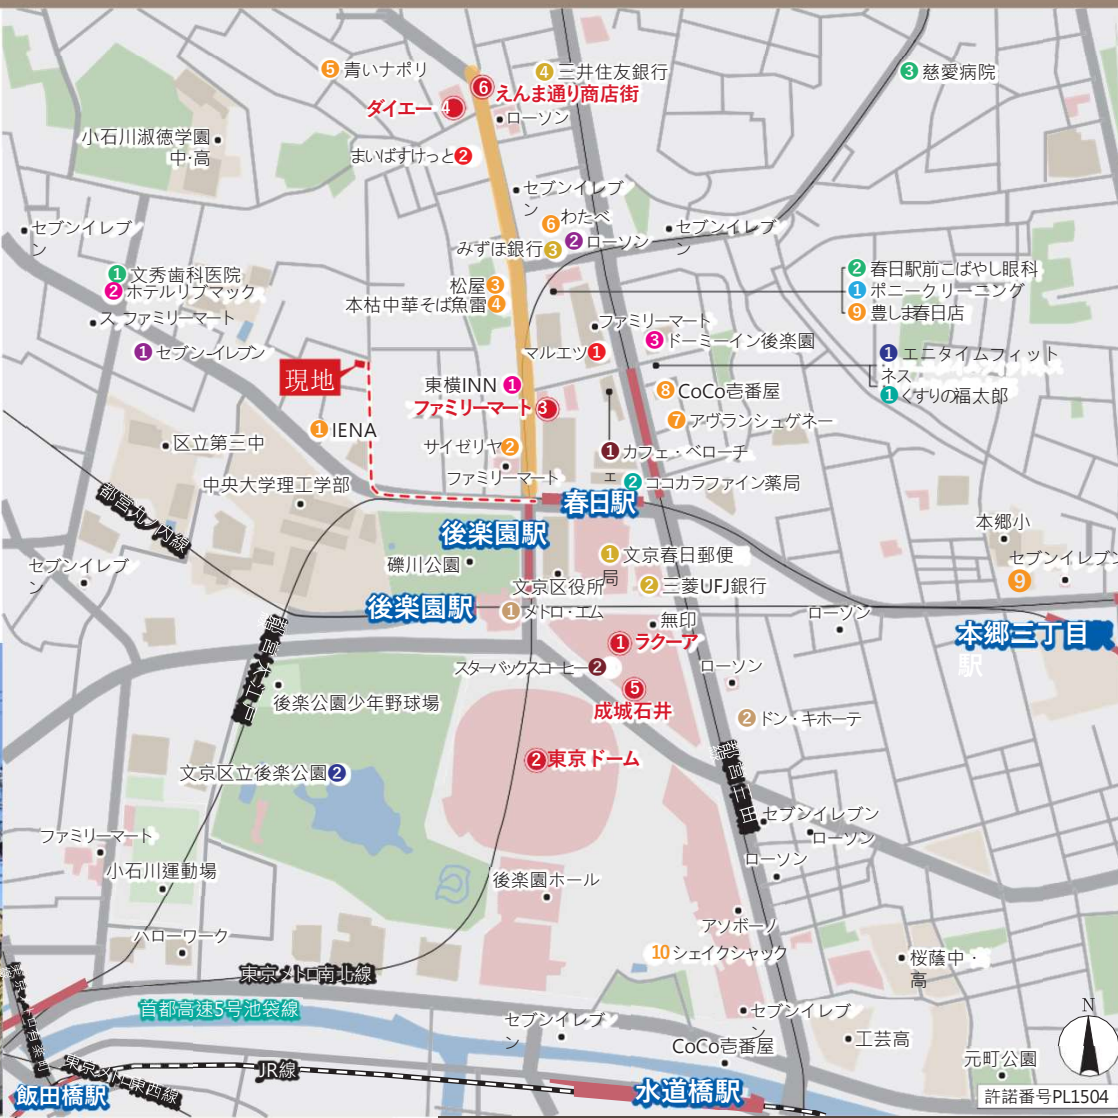 5 青いナポリ
4 三井住友銀行
3 慈愛病院
6 えんま通り商店街
ダイエー 4
ローソン
小石川淑徳学園
中・高
まいばすけっと 2
セブンイレブ
ン
6 わたべ
セブンイレブ
ン
セブンイレブ
ン
2 ローソン
みずほ銀行 3
1 文秀歯科医院
2 ホテルリブマック
2 春日駅前こばやし眼科
1 ポニークリーニング
9 豊しま春日店
松屋 3
本枯中華そば魚雷 4
ス ファミリーマート
ファミリーマート
3 ドーミーイン後楽園
1 セブン-イレブン
マルエツ 1
1 エニタイムフィット
ネス
1 くすりの福太郎
現地
東横INN 1
8 CoCo壱番屋
ファミリーマート 3
7 アヴランシュゲネー
1 IENA
区立第三中
サイゼリヤ 2
1 カフェ・ベローチ
ェ
ファミリーマート
中央大学理工学部
2 ココカラファイン薬局
都営丸ノ内線
春日駅
後楽園駅
本郷小
セブンイレブン
9
セブンイレブ
ン
礫川公園
1 文京春日郵便
局
文京区役所
2 三菱UFJ銀行
後楽園駅
1 メトロ・エム
無印
ローソン
本郷三丁目
駅
1 ラクーア
スターバックスコーヒー 2
ローソン
都営大江戸
後楽公園少年野球場
5
成城石井
2 ドン・キホーテ
2 東京ドーム
都営三田
文京区立後楽公園 2
セブンイレブン
ローソン
ファミリーマート
ローソン
小石川運動場
後楽園ホール
アソボーノ
ハローワーク
10 シェイクシャック
桜蔭中・
高
東京メトロ南北線
首都高速5号池袋線
セブンイレブ
ン
セブンイレブ
ン
工芸高
CoCo壱番屋
N
元町公園
JR線
東京メトロ東西線
飯田橋駅
水道橋駅
許諾番号PL1504